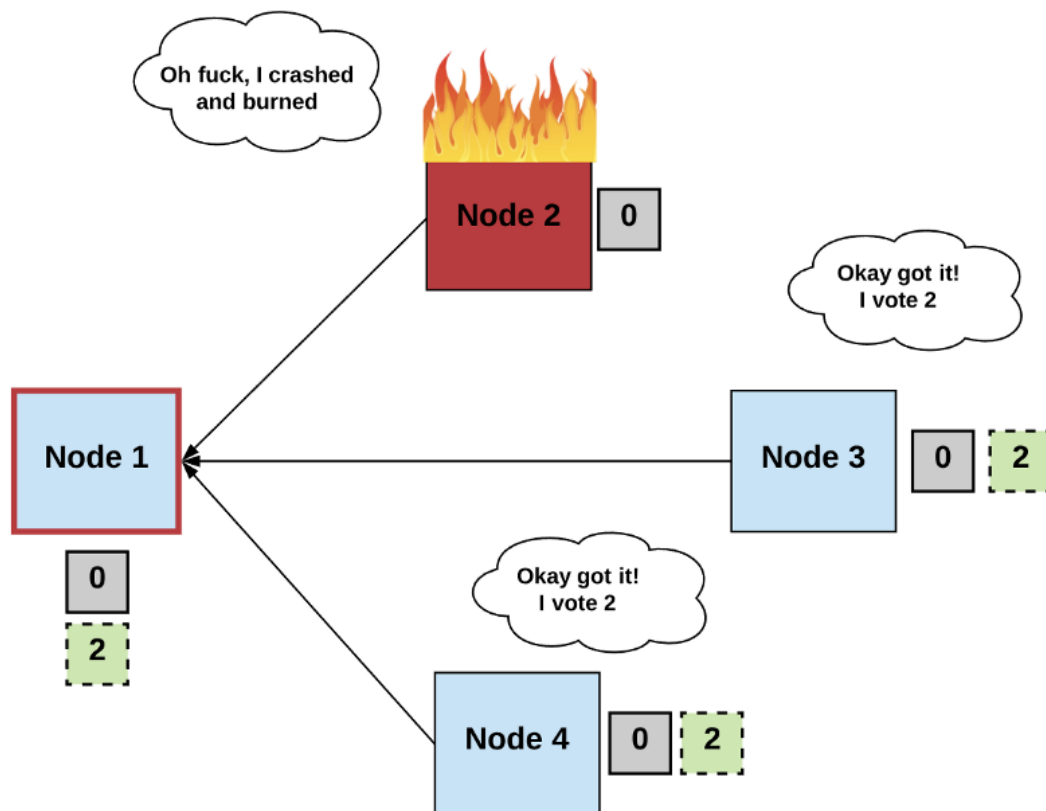 Oh fuck, I crashed
and burned
Node 2
0
Okay got it!
I vote 2
Node 1
Node 3
0
2
0
2
Okay got it!
I vote 2
Node 4
0
2